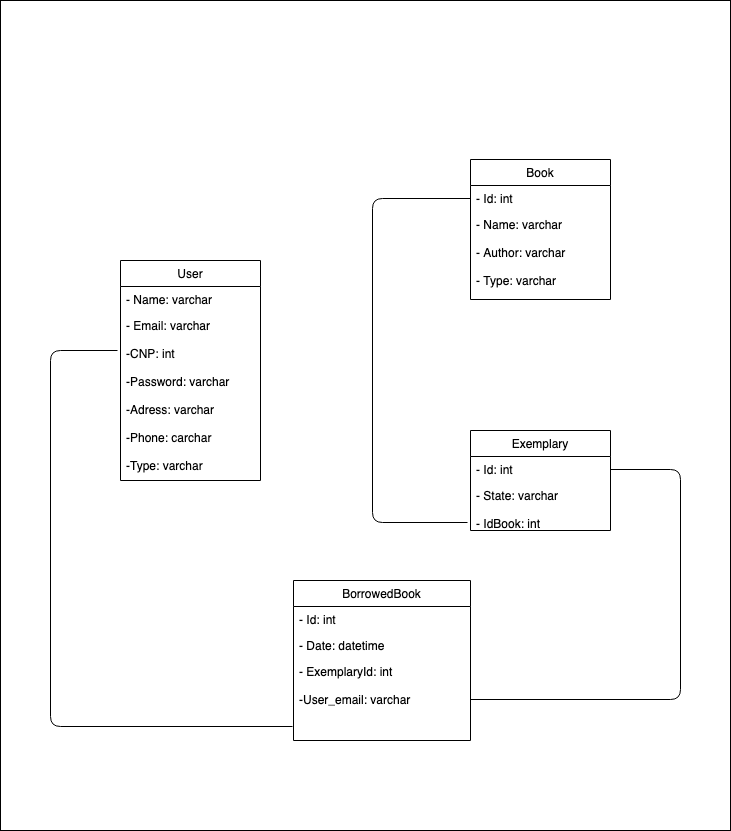 Book
- Id: int
- Name: varchar
- Author: varchar
- Type: varchar
User
- Name: varchar
- Email: varchar
-CNP: int
-Password: varchar
-Adress: varchar
-Phone: carchar
-Type: varchar
Exemplary
- Id: int
- State: varchar
- IdBook: int
BorrowedBook
- Id: int
- Date: datetime
- ExemplaryId: int
-User_email: varchar